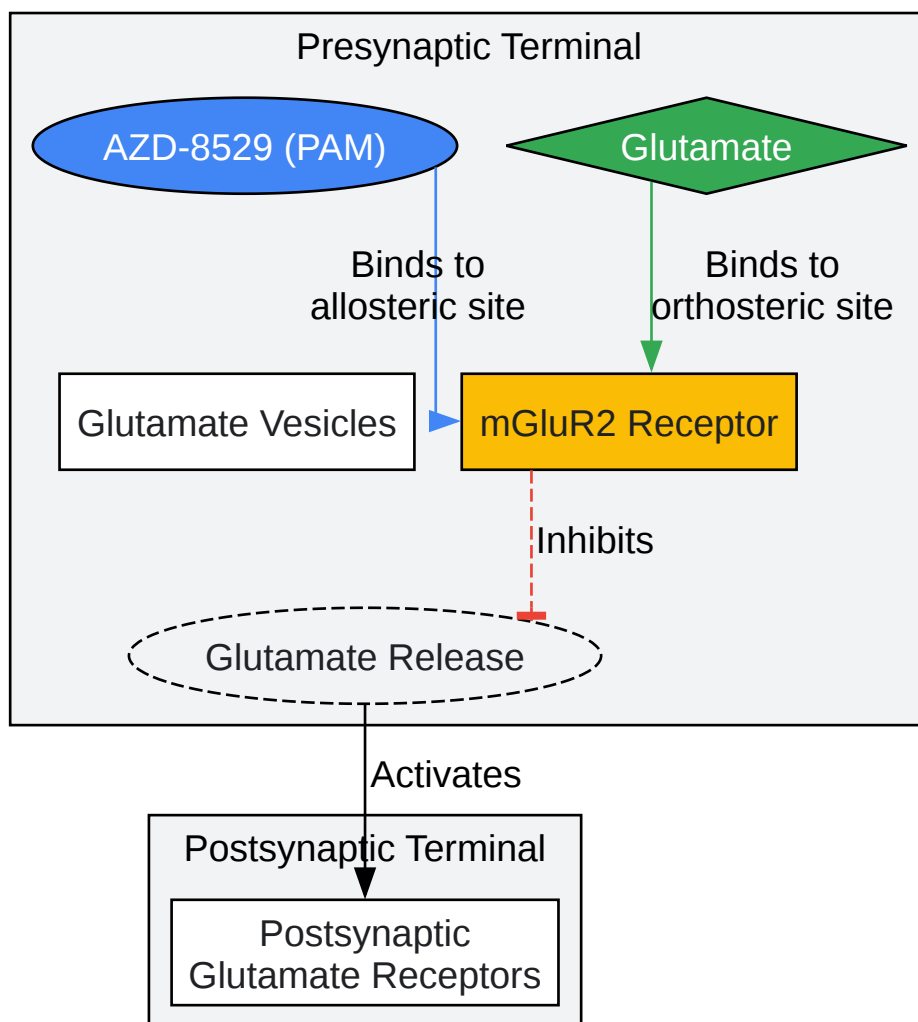 Presynaptic Terminal
AZD-8529 (PAM)
Glutamate
Binds to
allosteric site
Binds to
orthosteric site
Glutamate Vesicles
mGluR2 Receptor
Inhibits
Glutamate Release
Activates
Postsynaptic Terminal
Postsynaptic
Glutamate Receptors